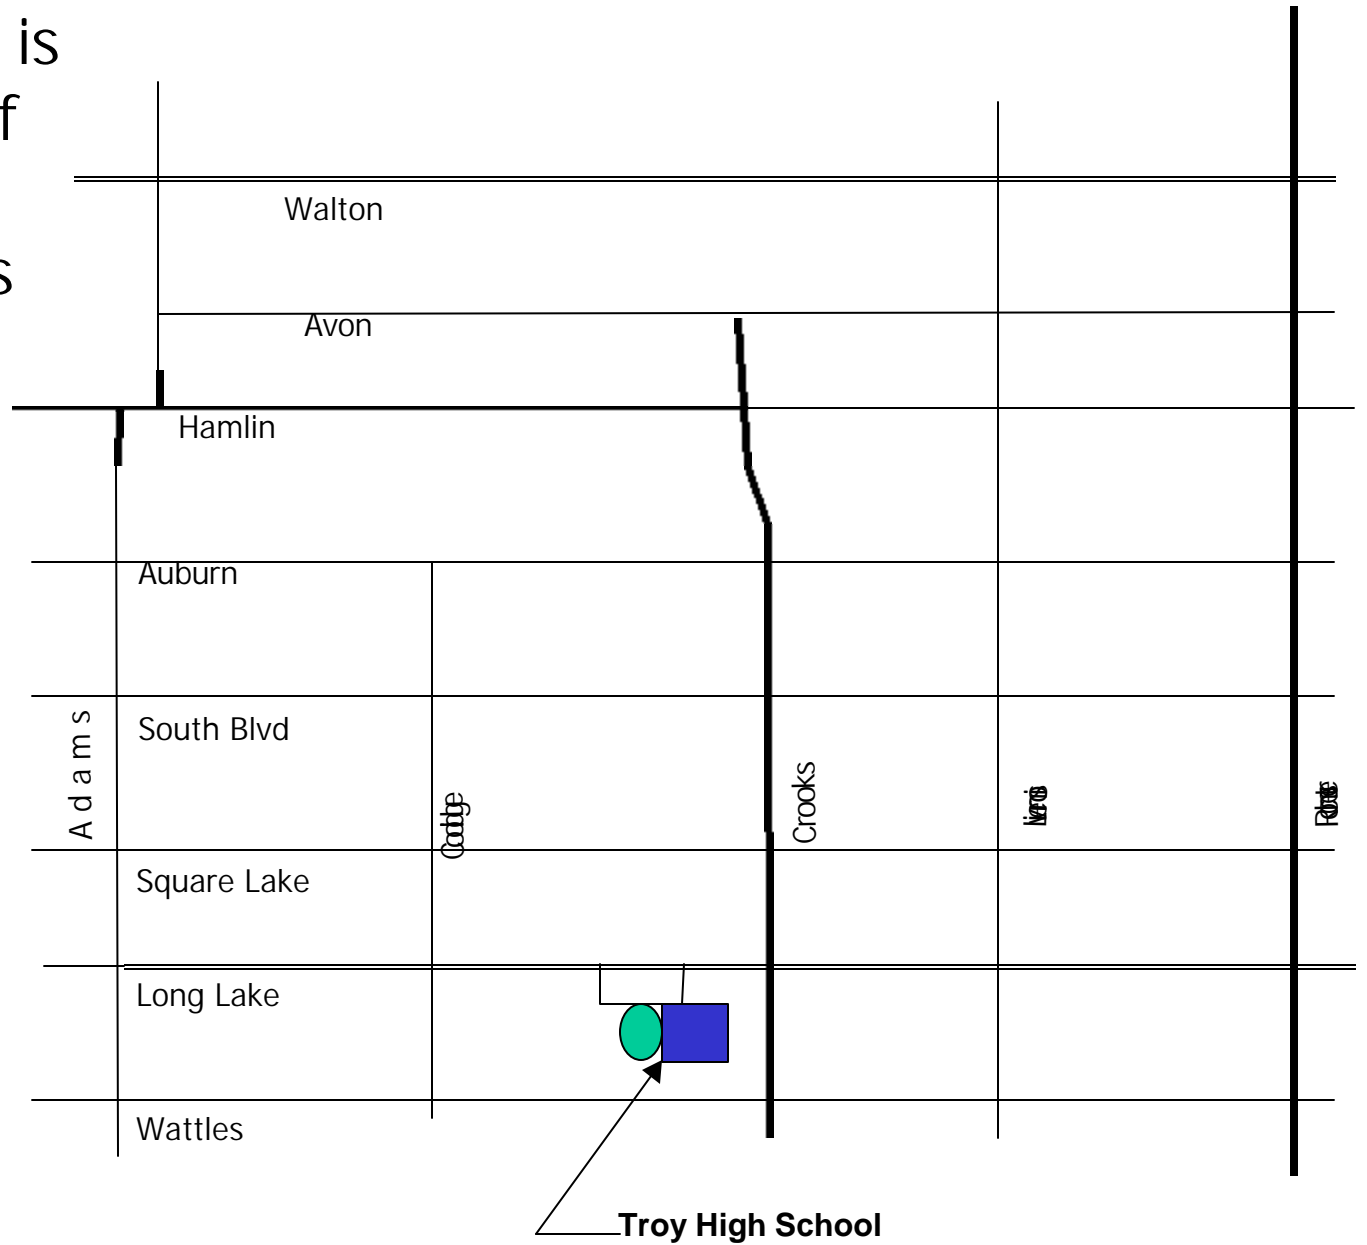 is
f
Walton
s
Avon
Hamlin
Auburn
South Blvd
Adams
Crooks
Square Lake
Long Lake
Wattles
Troy High School